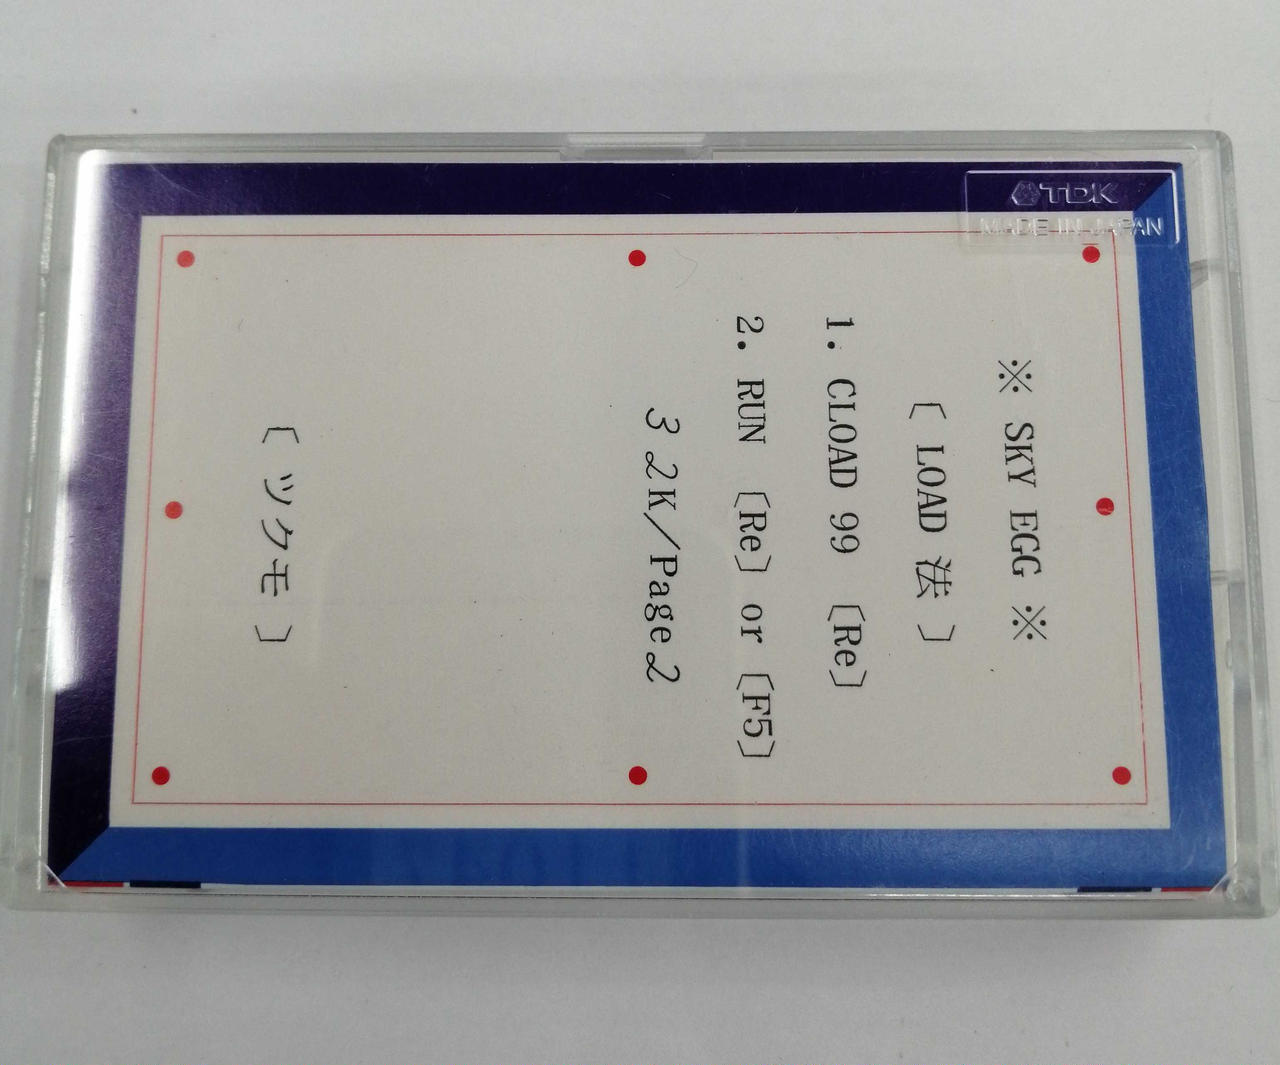 TDK
MADE IN JAPAN
※ SKY EGG ※
〔 LOAD 法 〕
1. CLOAD 99 〔Re〕
2. RUN 〔Re〕 or 〔F5〕
32K/Page2
〔 ツクモ 〕